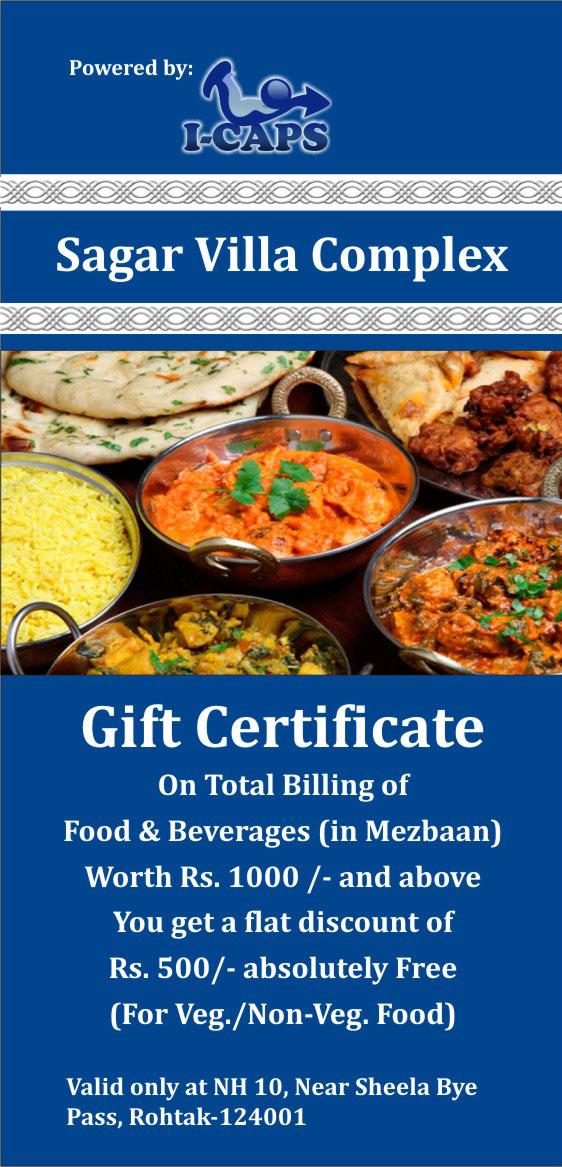 Powered by:
I-CAPS
Sagar Villa Complex
Gift Certificate
On Total Billing of
Food & Beverages (in Mezbaan)
Worth Rs. 1000 /- and above
You get a flat discount of
Rs. 500/- absolutely Free
(For Veg./Non-Veg. Food)
Valid only at NH 10, Near Sheela Bye
Pass, Rohtak-124001